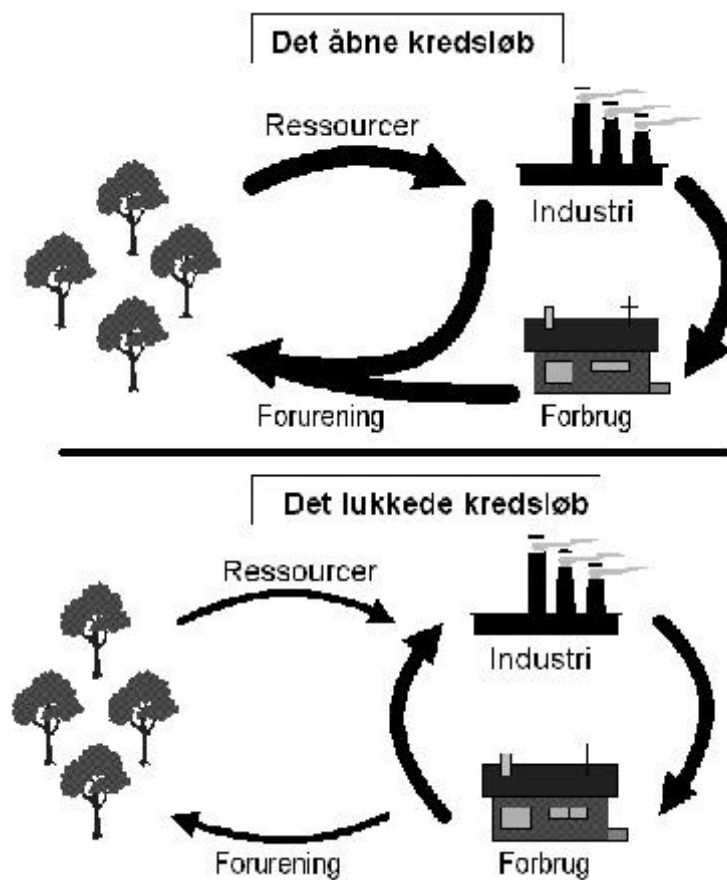 Det åbne kredsløb
Ressourcer
Industri
Forurening
Forbrug
Det lukkede kredsløb
Ressourcer
Industri
Forurening
Forbrug